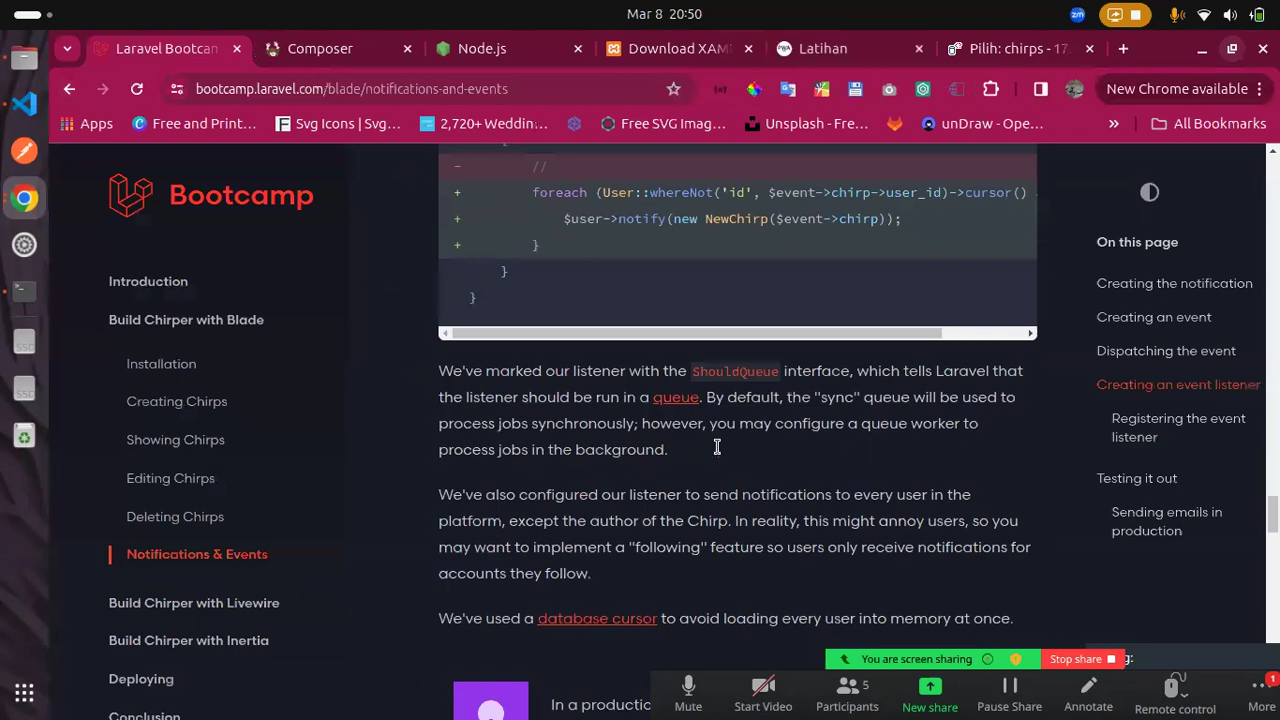 Mar 8 20:50
Laravel Bootcan
Composer
Node.js
Download XAM
Latihan
Pilih: chirps - 17.
bootcamp.laravel.com/blade/notifications-and-events
New Chrome available
Apps
Free and Print...
Svg Icons | Svg...
2,720+ Weddin...
Free SVG Imag...
Unsplash - Fre...
unDraw - Ope...
»
All Bookmarks
Bootcamp
Introduction
Build Chirper with Blade
Installation
Creating Chirps
Showing Chirps
Editing Chirps
Deleting Chirps
Notifications & Events
Build Chirper with Livewire
Build Chirper with Inertia
Deploying
Conclusion
{
- //
+ foreach (User::whereNot('id', $event->chirp->user_id)->cursor()
+ $user->notify(new NewChirp($event->chirp));
+ }
}
}
We've marked our listener with the ShouldQueue interface, which tells Laravel that
the listener should be run in a queue. By default, the "sync" queue will be used to
process jobs synchronously; however, you may configure a queue worker to
process jobs in the background.
We've also configured our listener to send notifications to every user in the
platform, except the author of the Chirp. In reality, this might annoy users, so you
may want to implement a "following" feature so users only receive notifications for
accounts they follow.
We've used a database cursor to avoid loading every user into memory at once.
In a productio
On this page
Creating the notification
Creating an event
Dispatching the event
Creating an event listener
Registering the event
listener
Testing it out
Sending emails in
production
You are screen sharing
Stop share
Mute
Start Video
5
Participants
New share
Pause Share
Annotate
Remote control
1
More